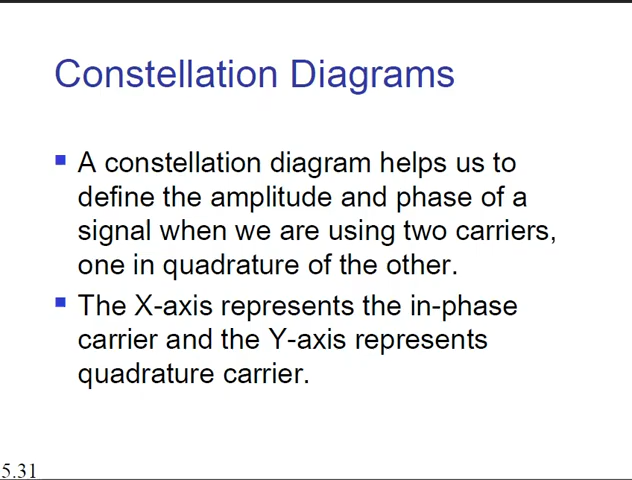 Constellation Diagrams
A constellation diagram helps us to
define the amplitude and phase of a
signal when we are using two carriers,
one in quadrature of the other.
The X-axis represents the in-phase
carrier and the Y-axis represents
quadrature carrier.
5.31